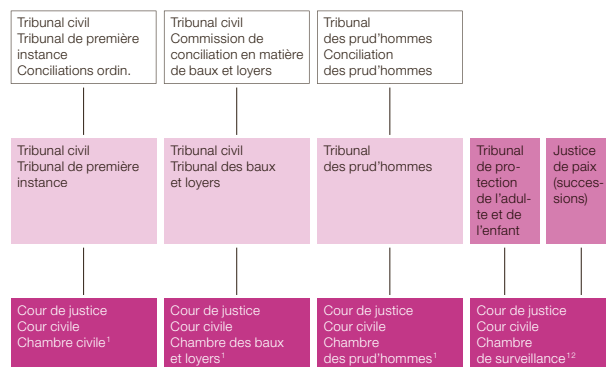 Tribunal civil
Tribunal de première
instance
Conciliations ordin.
Tribunal civil
Commission de
conciliation en matière
de baux et loyers
Tribunal
des prud'hommes
Conciliation
des prud'hommes
Tribunal civil
Tribunal de première
instance
Tribunal civil
Tribunal des baux
et loyers
Tribunal
des prud'hommes
Tribunal
de pro-
tection
de l'adul-
te et de
l'enfant
Justice
de paix
(succes-
sions)
Cour de justice
Cour civile
Chambre civile¹
Cour de justice
Cour civile
Chambre des baux
et loyers¹
Cour de justice
Cour civile
Chambre
des prud'hommes¹
Cour de justice
Cour civile
Chambre
de surveillance¹²